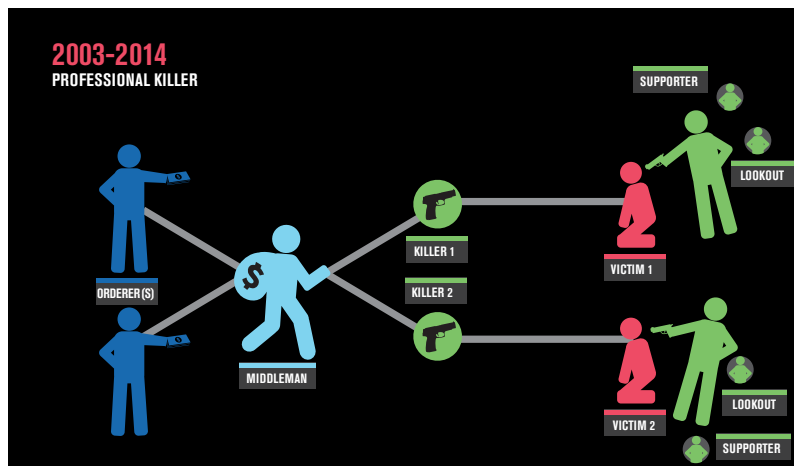 2003-2014
PROFESSIONAL KILLER
SUPPORTER
LOOKOUT
KILLER 1
VICTIM 1
ORDERER(S)
$
KILLER 2
MIDDLEMAN
LOOKOUT
VICTIM 2
SUPPORTER